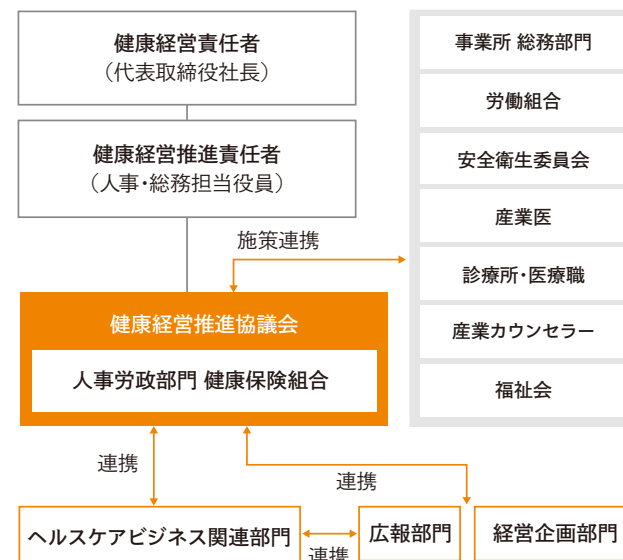 健康経営責任者
（代表取締役社長）
健康経営推進責任者
（人事・総務担当役員）
施策連携
健康経営推進協議会
人事労政部門 健康保険組合
事業所 総務部門
労働組合
安全衛生委員会
産業医
診療所・医療職
産業カウンセラー
福祉会
連携
連携
ヘルスケアビジネス関連部門
連携
広報部門
経営企画部門